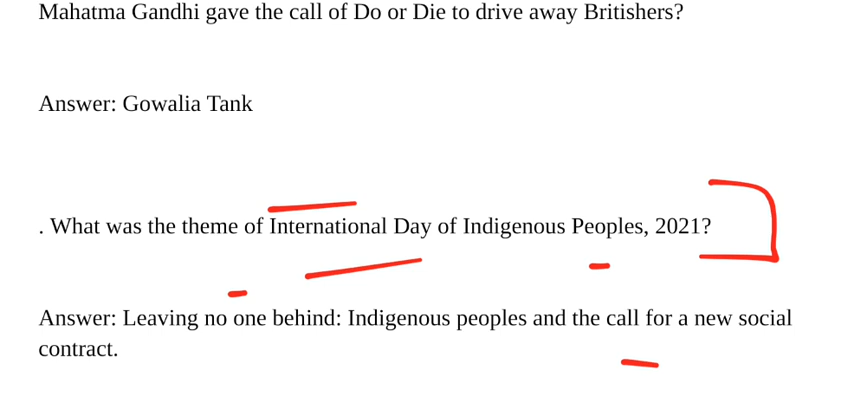 Mahatma Gandhi gave the call of Do or Die to drive away Britishers?
Answer: Gowalia Tank
. What was the theme of International Day of Indigenous Peoples, 2021?
Answer: Leaving no one behind: Indigenous peoples and the call for a new social
contract.